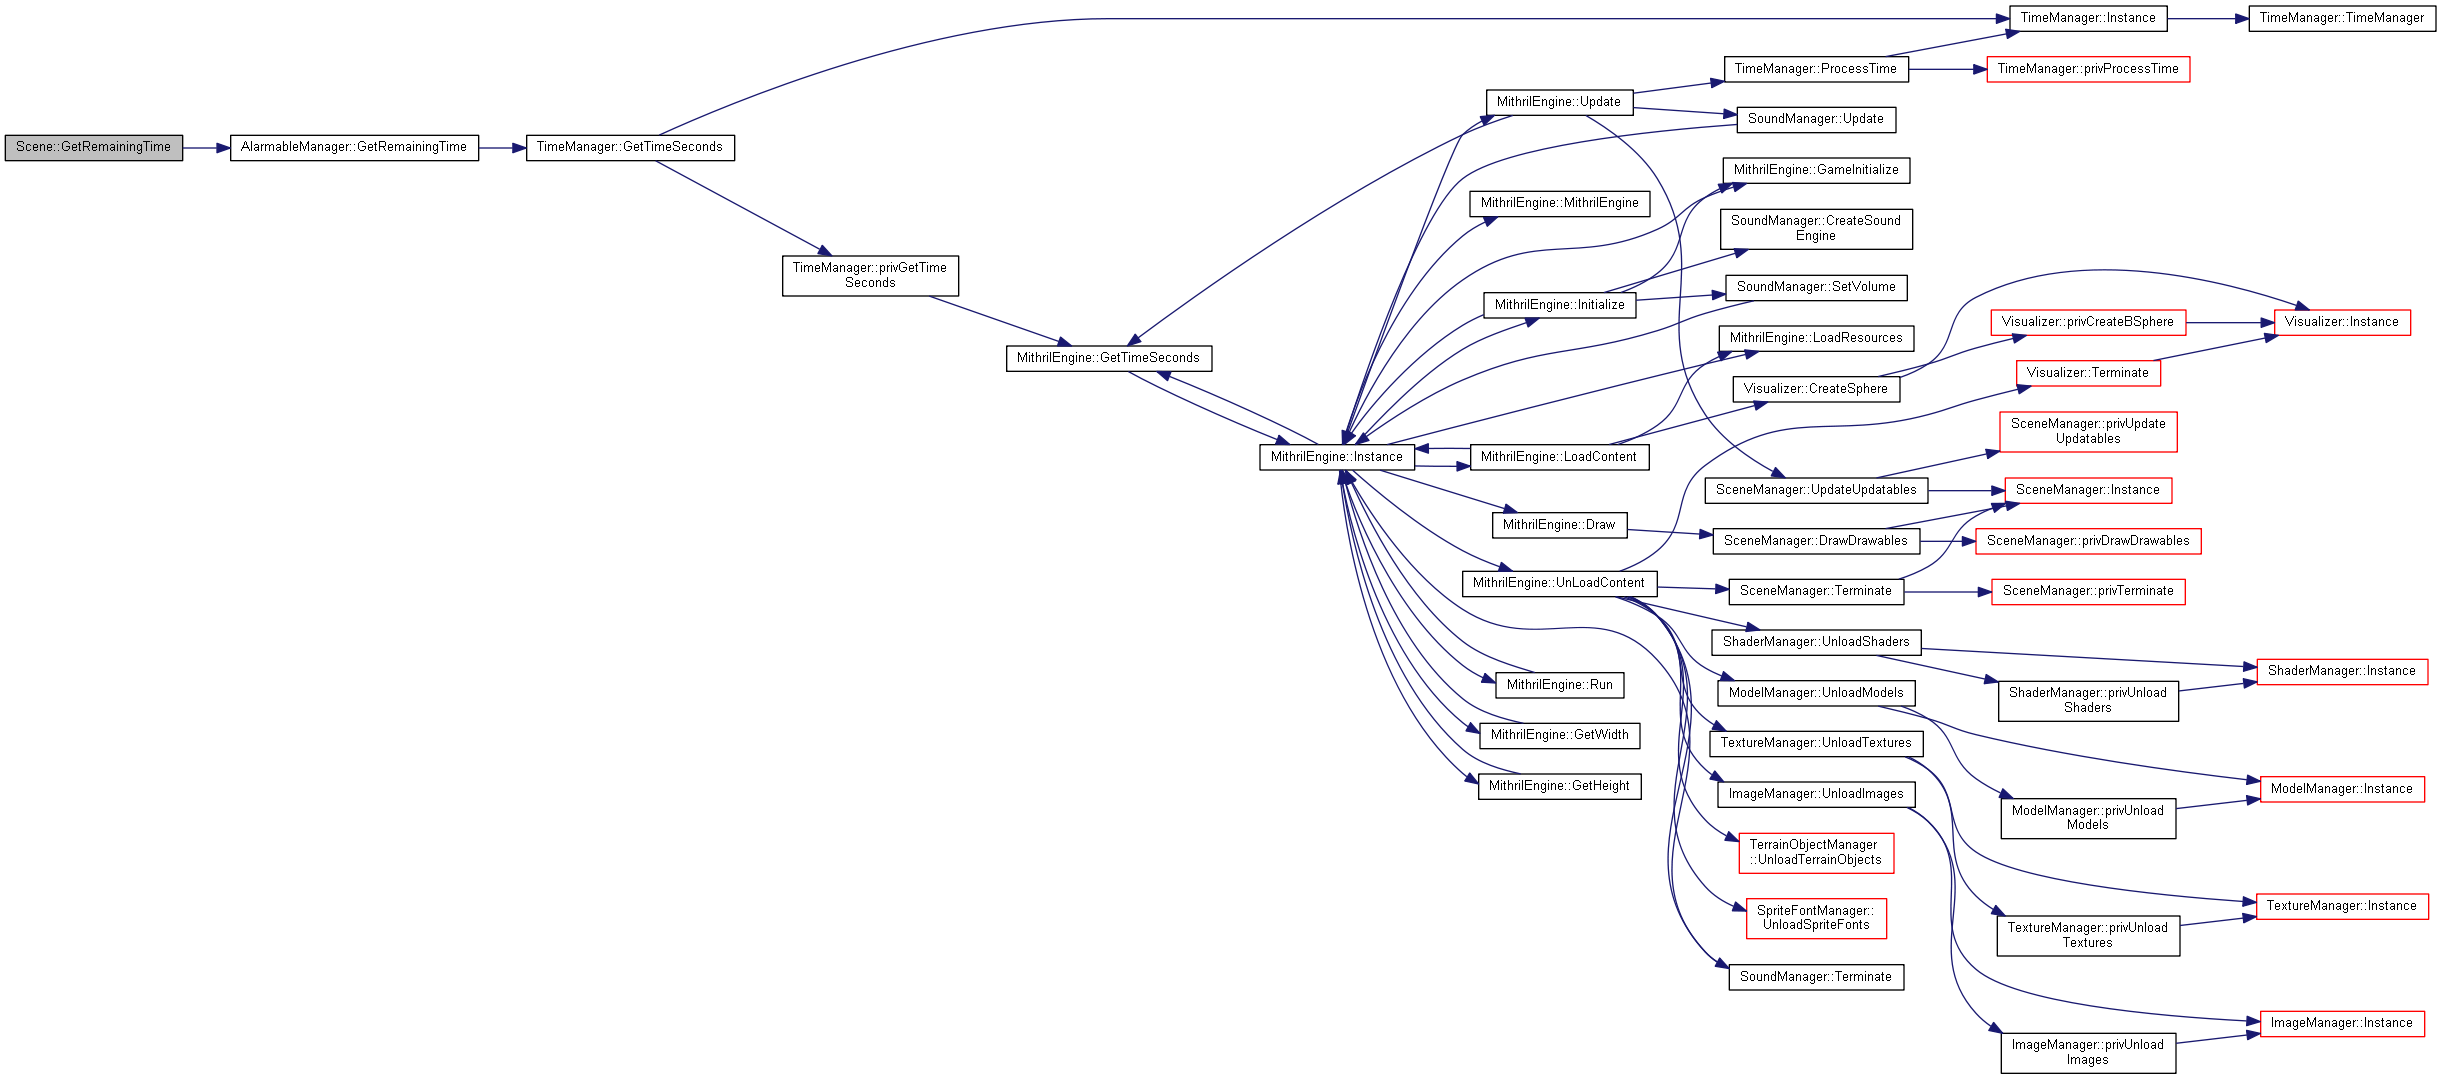 Scene::GetRemainingTime
AlarmableManager::GetRemainingTime
TimeManager::GetTimeSeconds
TimeManager::privGetTime
Seconds
MithrilEngine::GetTimeSeconds
MithrilEngine::Instance
MithrilEngine::Update
MithrilEngine::MithrilEngine
MithrilEngine::Initialize
MithrilEngine::LoadContent
MithrilEngine::Draw
MithrilEngine::UnLoadContent
MithrilEngine::Run
MithrilEngine::GetWidth
MithrilEngine::GetHeight
TimeManager::ProcessTime
SoundManager::Update
MithrilEngine::GameInitialize
SoundManager::CreateSound
Engine
SoundManager::SetVolume
MithrilEngine::LoadResources
Visualizer::CreateSphere
SceneManager::UpdateUpdatables
SceneManager::DrawDrawables
SceneManager::Terminate
ShaderManager::UnloadShaders
ModelManager::UnloadModels
TextureManager::UnloadTextures
ImageManager::UnloadImages
TerrainObjectManager
::UnloadTerrainObjects
SpriteFontManager::
UnloadSpriteFonts
SoundManager::Terminate
TimeManager::Instance
TimeManager::privProcessTime
Visualizer::privCreateBSphere
Visualizer::Terminate
SceneManager::privUpdate
Updatables
SceneManager::Instance
SceneManager::privDrawDrawables
SceneManager::privTerminate
ShaderManager::privUnload
Shaders
ModelManager::privUnload
Models
TextureManager::privUnload
Textures
ImageManager::privUnload
Images
TimeManager::TimeManager
Visualizer::Instance
ShaderManager::Instance
ModelManager::Instance
TextureManager::Instance
ImageManager::Instance